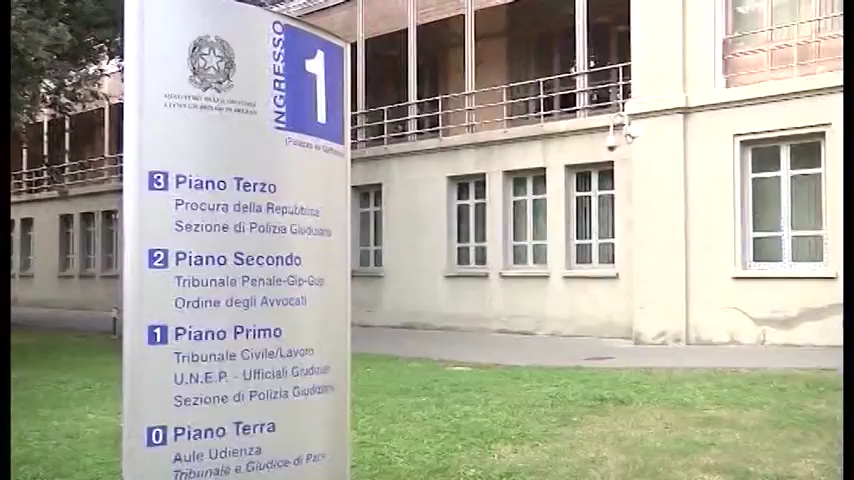 INGRESSO
1
3 Piano Terzo
Procura della Repubblica
Sezione di Polizia Giudiziaria
2 Piano Secondo
Tribunale Penale-Gip-Gup
Ordine degli Avvocati
1 Piano Primo
Tribunale Civile/Lavoro
U.N.E.P. - Ufficiali Giudiziari
Sezione di Polizia Giudiziaria
0 Piano Terra
Aule Udienza
Tribunale e Giudice di Pace